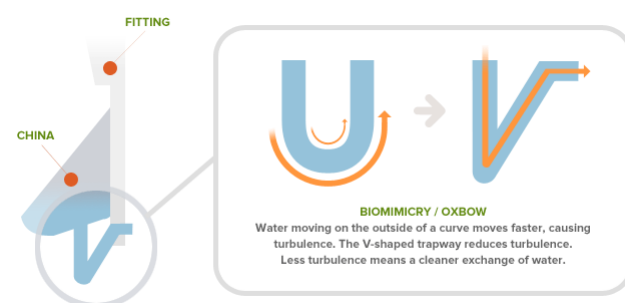 FITTING
CHINA
BIOMIMICRY / OXBOW
Water moving on the outside of a curve moves faster, causing
turbulence. The V-shaped trapway reduces turbulence.
Less turbulence means a cleaner exchange of water.